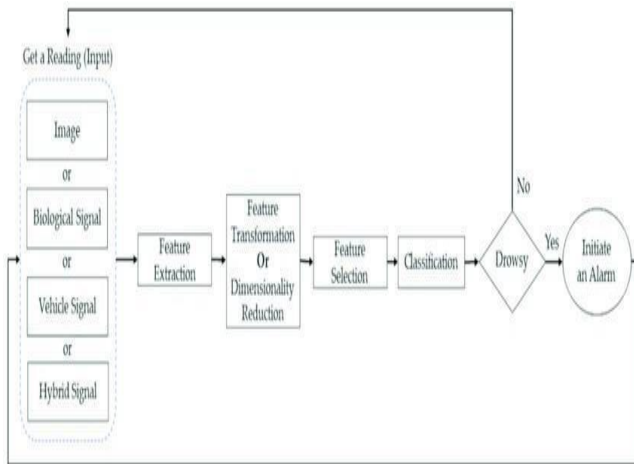 Get a Reading (Input)
Image
or
Biological Signal
or
Vehicle Signal
or
Hybrid Signal
Feature
Extraction
Feature
Transformation
Or
Dimensionality
Reduction
Feature
Selection
Classification
Drowsy
No
Yes
Initiate
an Alarm